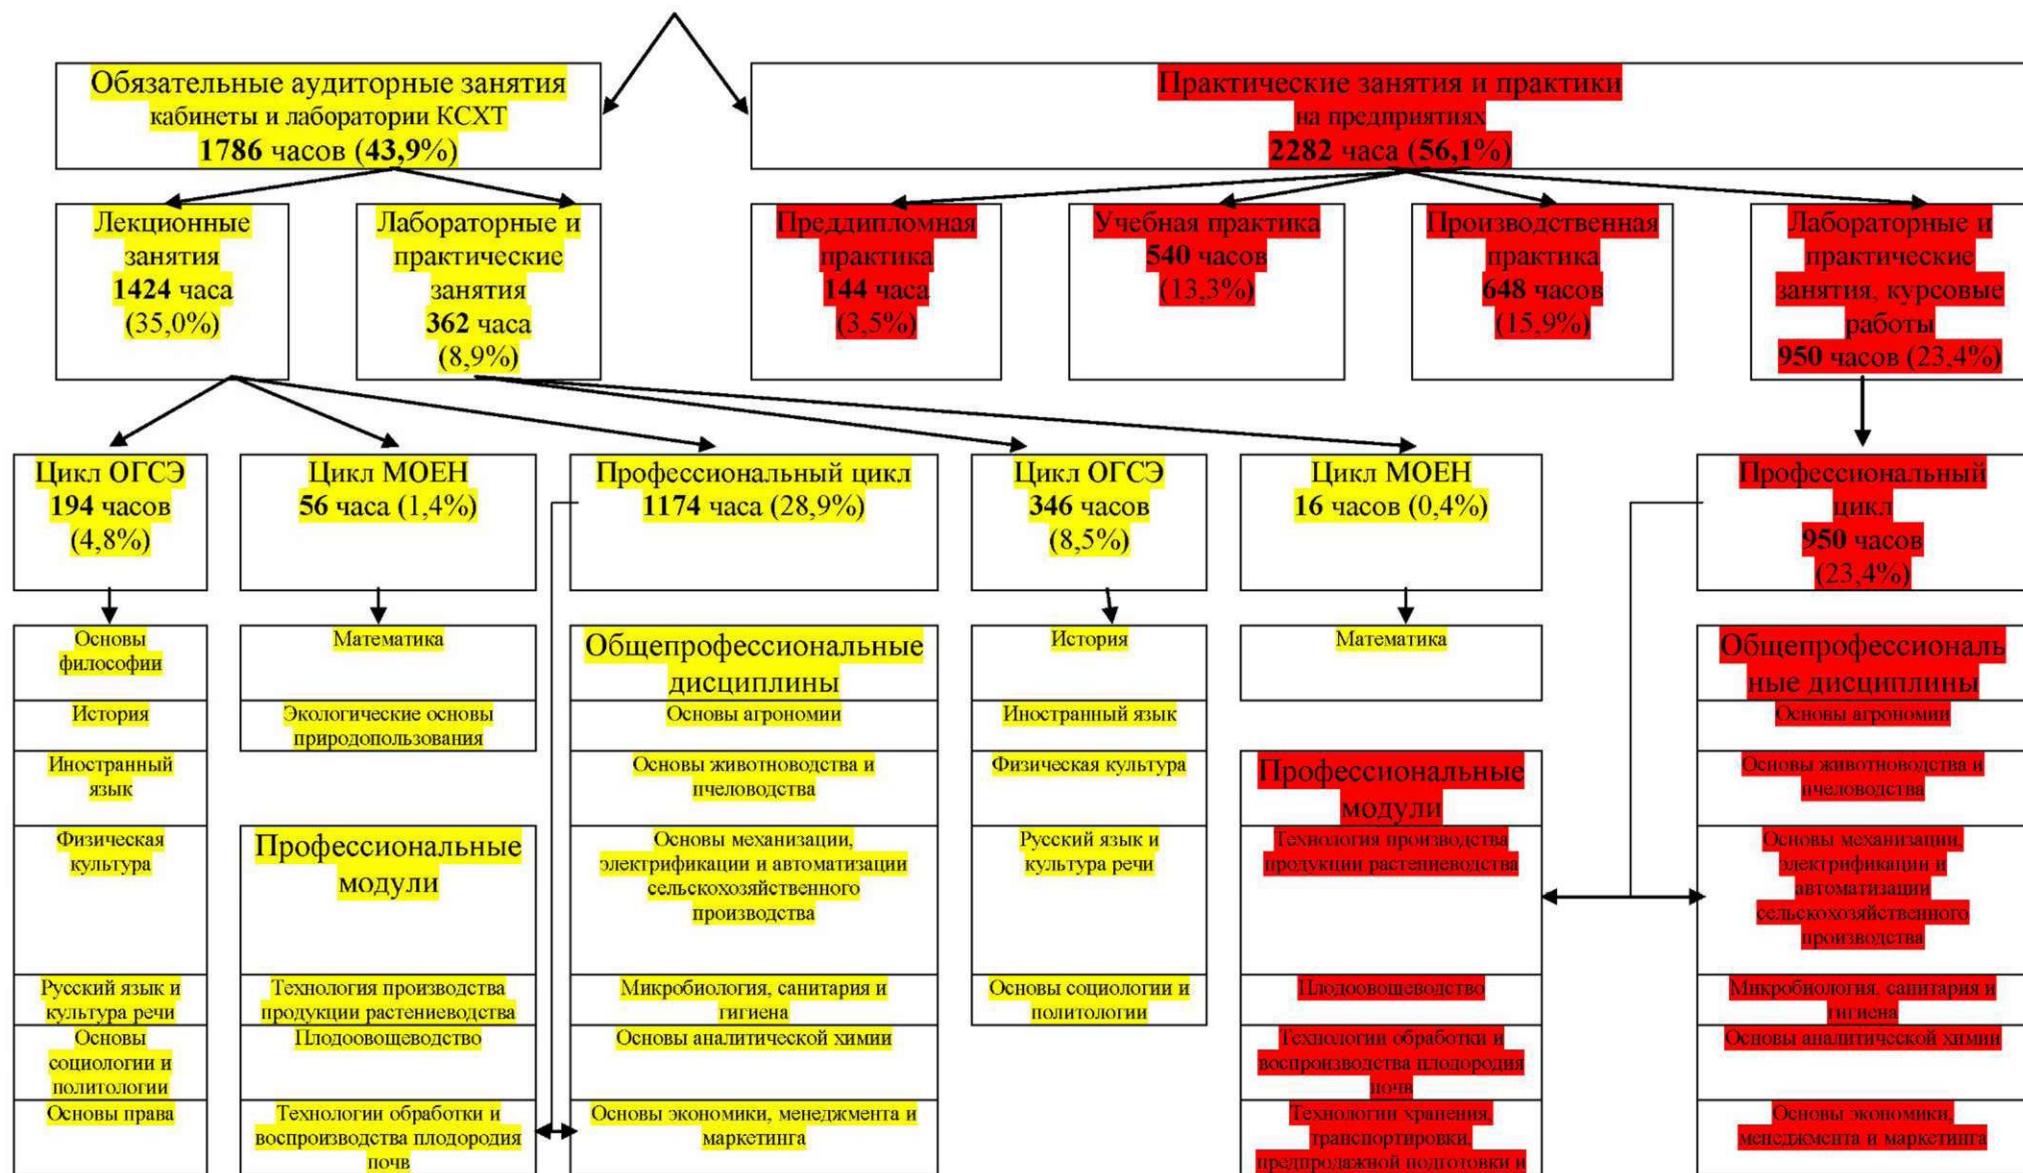 Обязательные аудиторные занятия
кабинеты и лаборатории КСХТ
1786 часов (43,9%)
Практические занятия и практики
на предприятиях
2282 часа (56,1%)
Лекционные
занятия
1424 часа
(35,0%)
Лабораторные и
практические
занятия
362 часа
(8,9%)
Преддипломная
практика
144 часа
(3,5%)
Учебная практика
540 часов
(13,3%)
Производственная
практика
648 часов
(15,9%)
Лабораторные и
практические
занятия, курсовые
работы
950 часов (23,4%)
Цикл ОГСЭ
194 часов
(4,8%)
Цикл МОЕН
56 часа (1,4%)
Профессиональный цикл
1174 часа (28,9%)
Цикл ОГСЭ
346 часов
(8,5%)
Цикл МОЕН
16 часов (0,4%)
Профессиональный
цикл
950 часов
(23,4%)
Основы
философии
История
Иностранный
язык
Физическая
культура
Русский язык и
культура речи
Основы
социологии и
политологии
Основы права
Математика
Экологические основы
природопользования
Профессиональные
модули
Технология производства
продукции растениеводства
Плодоовощеводство
Технологии обработки и
воспроизводства плодородия
почв
Общепрофессиональные
дисциплины
Основы агрономии
Основы животноводства и
пчеловодства
Основы механизации,
электрификации и автоматизации
сельскохозяйственного
производства
Микробиология, санитария и
гигиена
Основы аналитической химии
Основы экономики, менеджмента и
маркетинга
История
Иностранный язык
Физическая культура
Русский язык и
культура речи
Основы социологии и
политологии
Математика
Профессиональные
модули
Технология производства
продукции растениеводства
Плодоовощеводство
Технологии обработки и
воспроизводства плодородия
почв
Технологии хранения,
транспортировки,
предпродажной подготовки и
Общепрофессиональ
ные дисциплины
Основы агрономии
Основы животноводства и
пчеловодства
Основы механизации,
электрификации и
автоматизации
сельскохозяйственного
производства
Микробиология, санитария и
гигиена
Основы аналитической химии
Основы экономики,
менеджмента и маркетинга